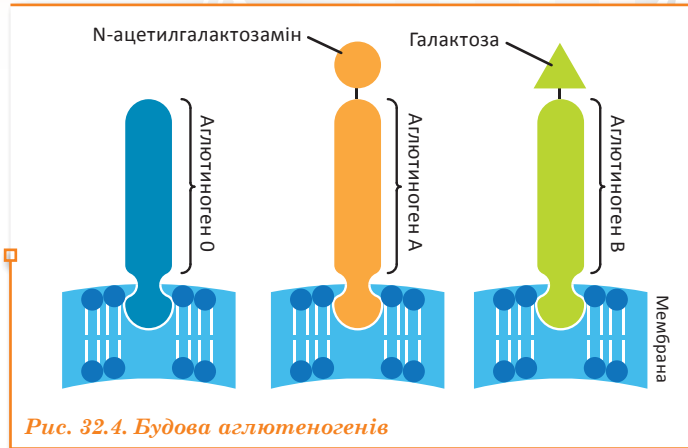 N-ацетилгалактозамін
Галактоза
Аглютиноген 0
Аглютиноген А
Аглютиноген В
Мембрана
Рис. 32.4. Будова аглютеногенів